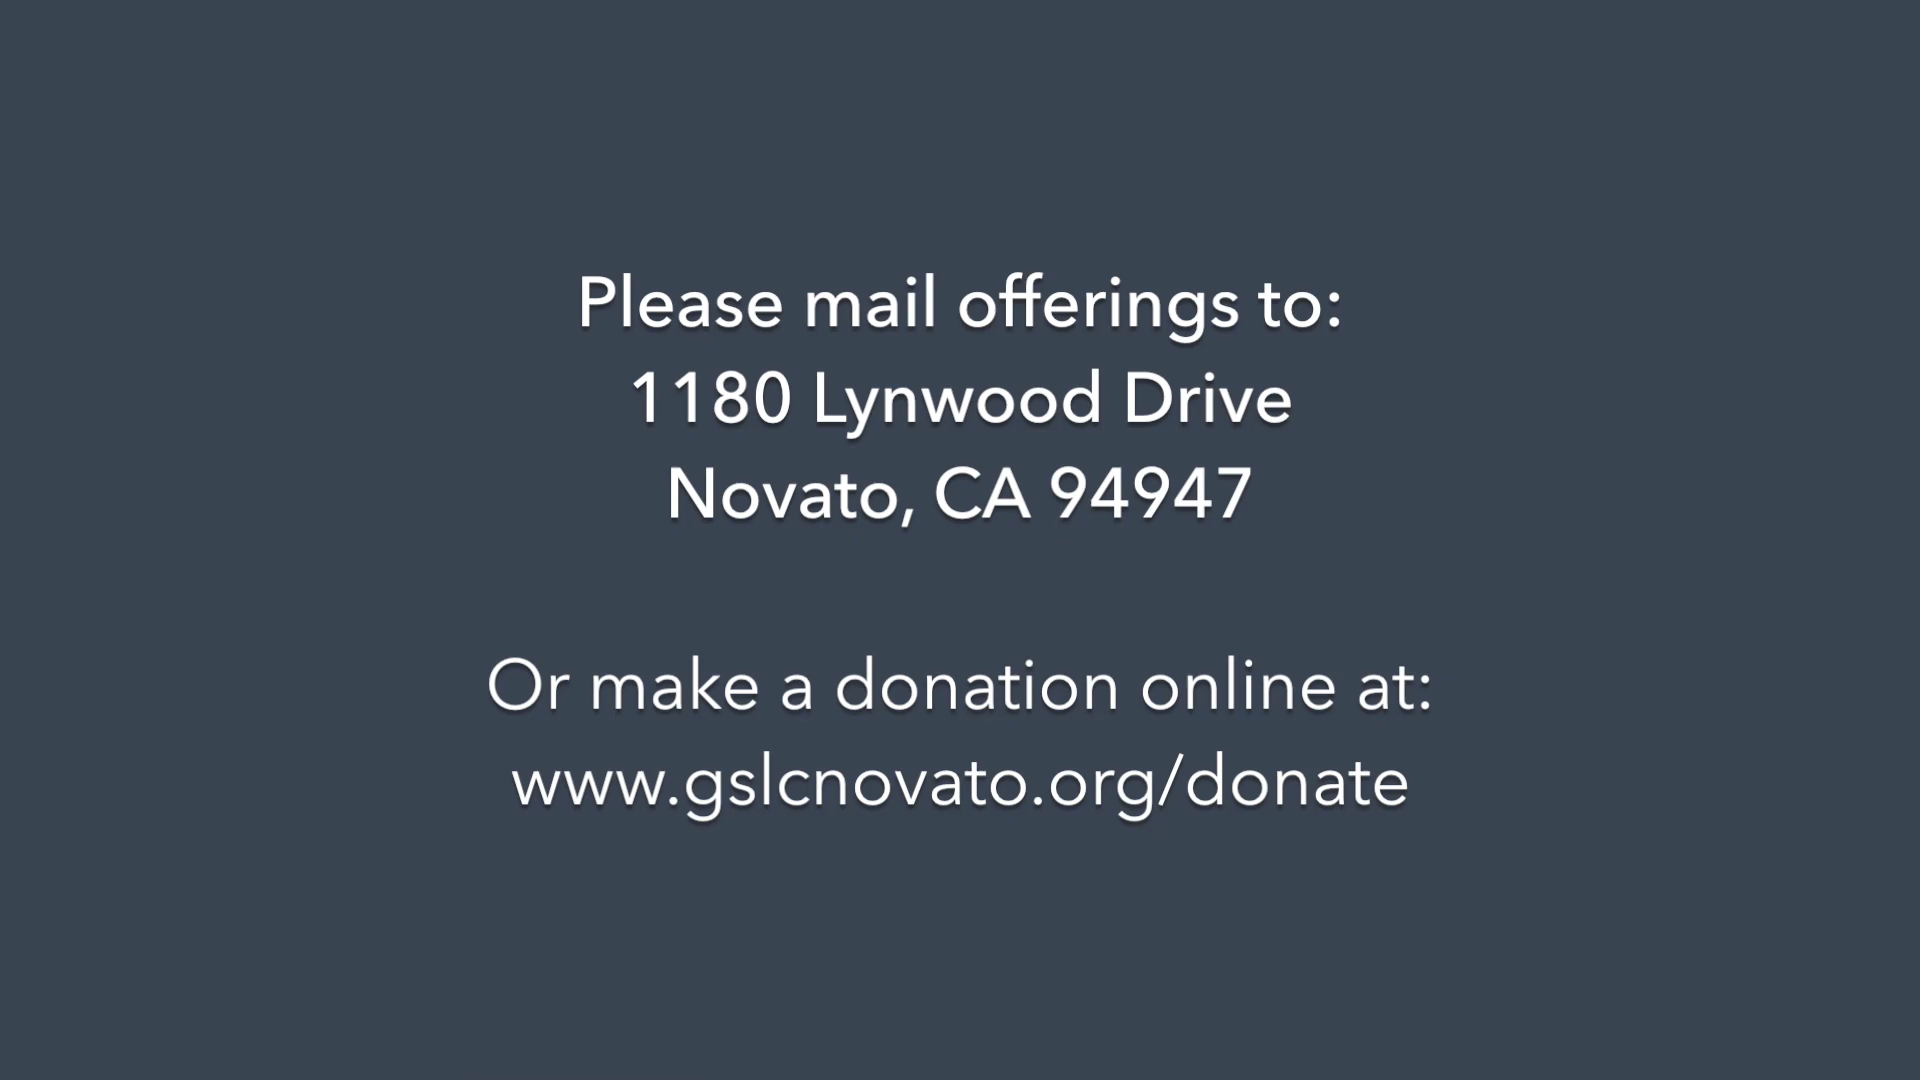 Please mail offerings to:
1180 Lynwood Drive
Novato, CA 94947
Or make a donation online at:
www.gslcnovato.org/donate